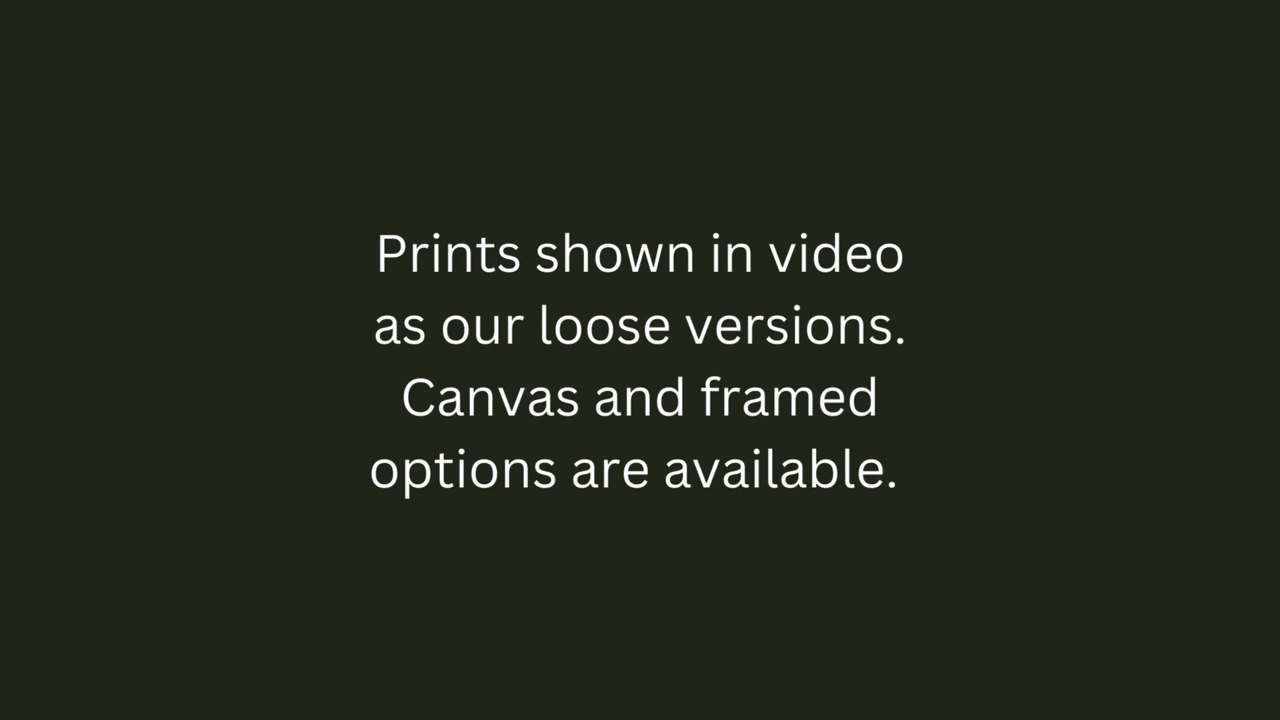 Prints shown in video
as our loose versions.
Canvas and framed
options are available.